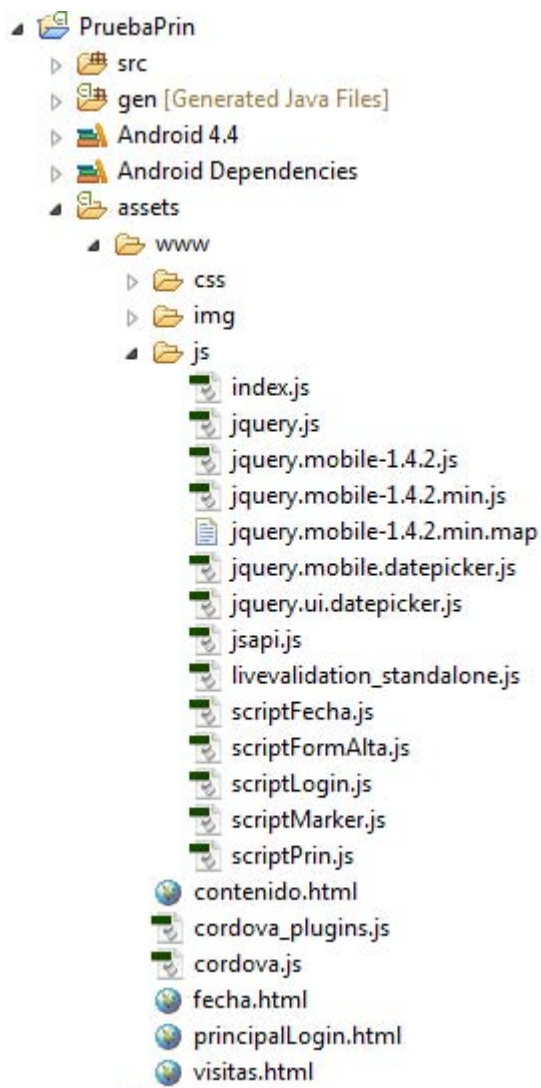 PruebaPrin
src
gen [Generated Java Files]
Android 4.4
Android Dependencies
assets
www
css
img
js
index.js
jquery.js
jquery.mobile-1.4.2.js
jquery.mobile-1.4.2.min.js
jquery.mobile-1.4.2.min.map
jquery.mobile.datepicker.js
jquery.ui.datepicker.js
jsapi.js
livevalidation_standalone.js
scriptFecha.js
scriptFormAlta.js
scriptLogin.js
scriptMarker.js
scriptPrin.js
contenido.html
cordova_plugins.js
cordova.js
fecha.html
principalLogin.html
visitas.html